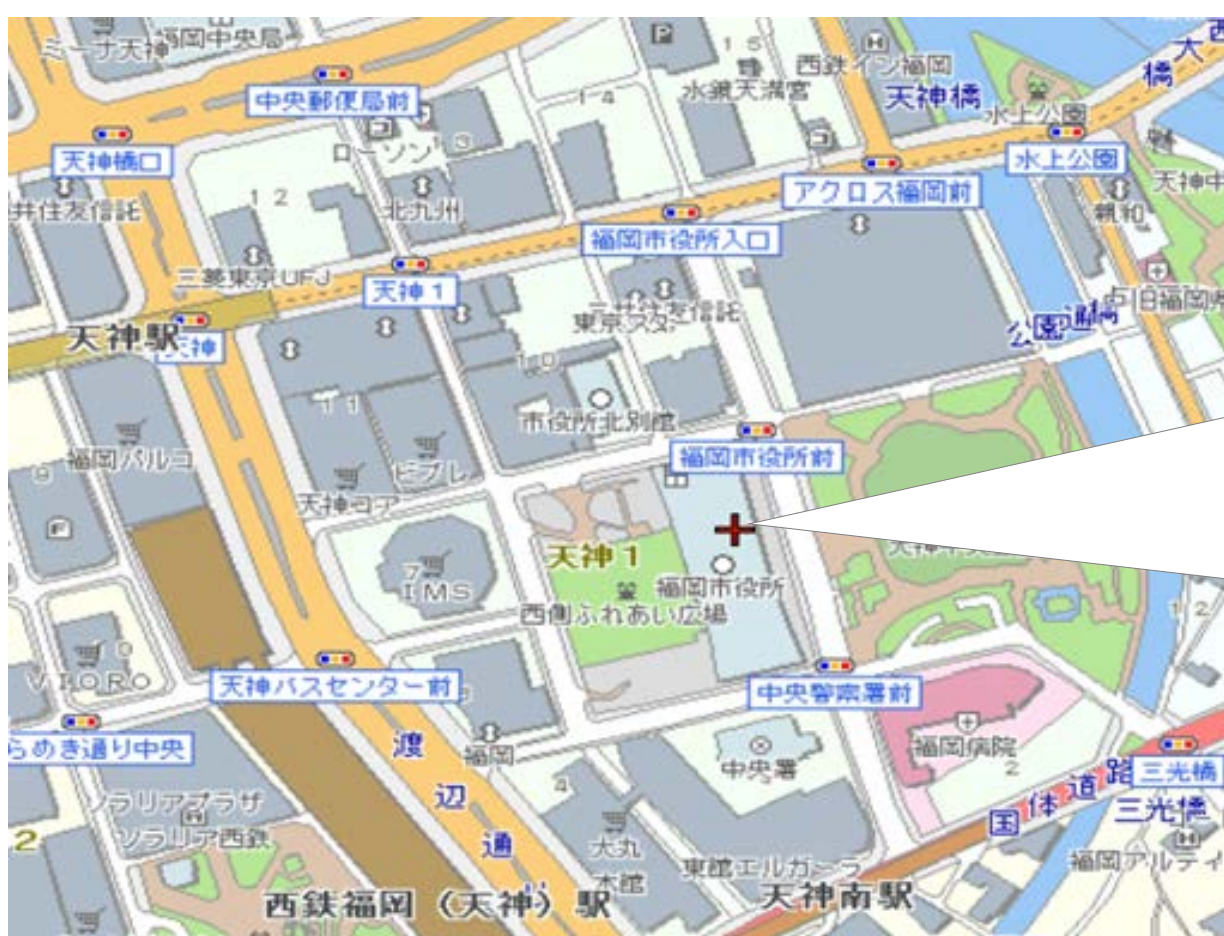 ミーナ天神
福岡中央局
中央郵便局前
天神橋口
ローソン
13
14
15
水鏡天満宮
西鉄イン福岡
天神橋
西
大
橋
水上公園
水上公園
アクロス福岡前
天神中
親和
井住友信託
12
北九州
福岡市役所入口
三菱東京UFJ
天神1
天神駅
天神
三井住友信託
東京スター
公園通橋
旧福岡県
10
11
市役所北別館
福岡市役所前
福岡パルコ
9
ビブレ
天神コア
天神1
7
IMS
福岡市役所
西側ふれあい広場
12
VIORO
天神バスセンター前
中央警察署前
らめき通り中央
渡
辺
通
福岡
中央署
福岡病院
2
三光橋
三光橋
国体道路
4
ソラリアプラザ
ソラリア西鉄
2
大丸
本館
東館エルガーラ
福岡アルティ
西鉄福岡（天神）駅
天神南駅